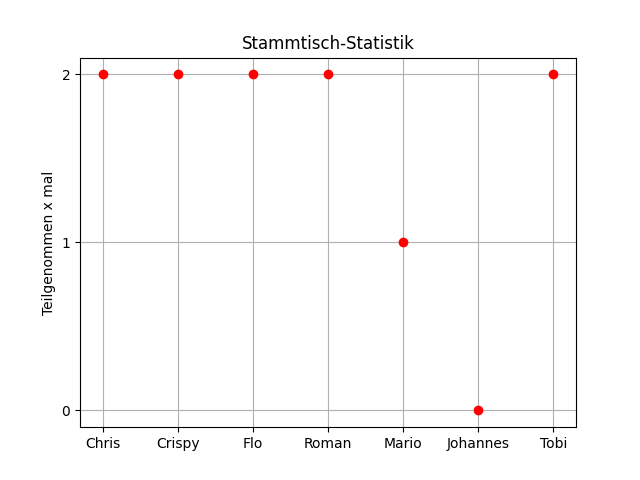 Stammtisch-Statistik
Teilgenommen x mal
2
1
0
Chris Crispy Flo Roman Mario Johannes Tobi